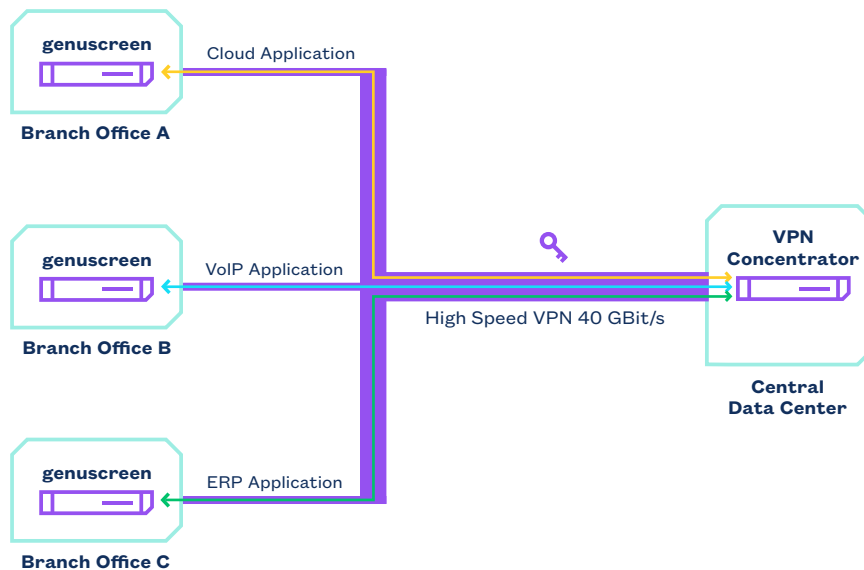 genuscreen
Cloud Application
Branch Office A
genuscreen
VoIP Application
Branch Office B
VPN
Concentrator
High Speed VPN 40 GBit/s
Central
Data Center
genuscreen
ERP Application
Branch Office C